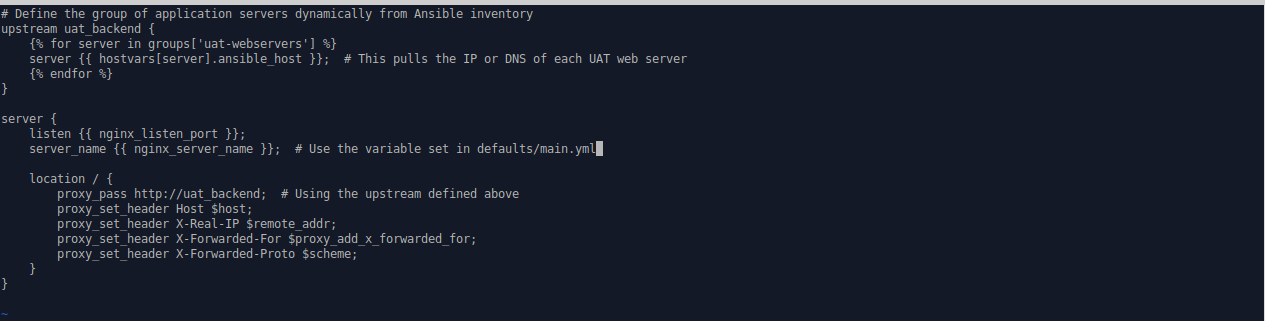 # Define the group of application servers dynamically from Ansible inventory
upstream uat_backend {
    {% for server in groups['uat-webservers'] %}
    server {{ hostvars[server].ansible_host }};  # This pulls the IP or DNS of each UAT web server
    {% endfor %}
}

server {
    listen {{ nginx_listen_port }};
    server_name {{ nginx_server_name }};  # Use the variable set in defaults/main.yml

    location / {
        proxy_pass http://uat_backend;  # Using the upstream defined above
        proxy_set_header Host $host;
        proxy_set_header X-Real-IP $remote_addr;
        proxy_set_header X-Forwarded-For $proxy_add_x_forwarded_for;
        proxy_set_header X-Forwarded-Proto $scheme;
    }
}

~